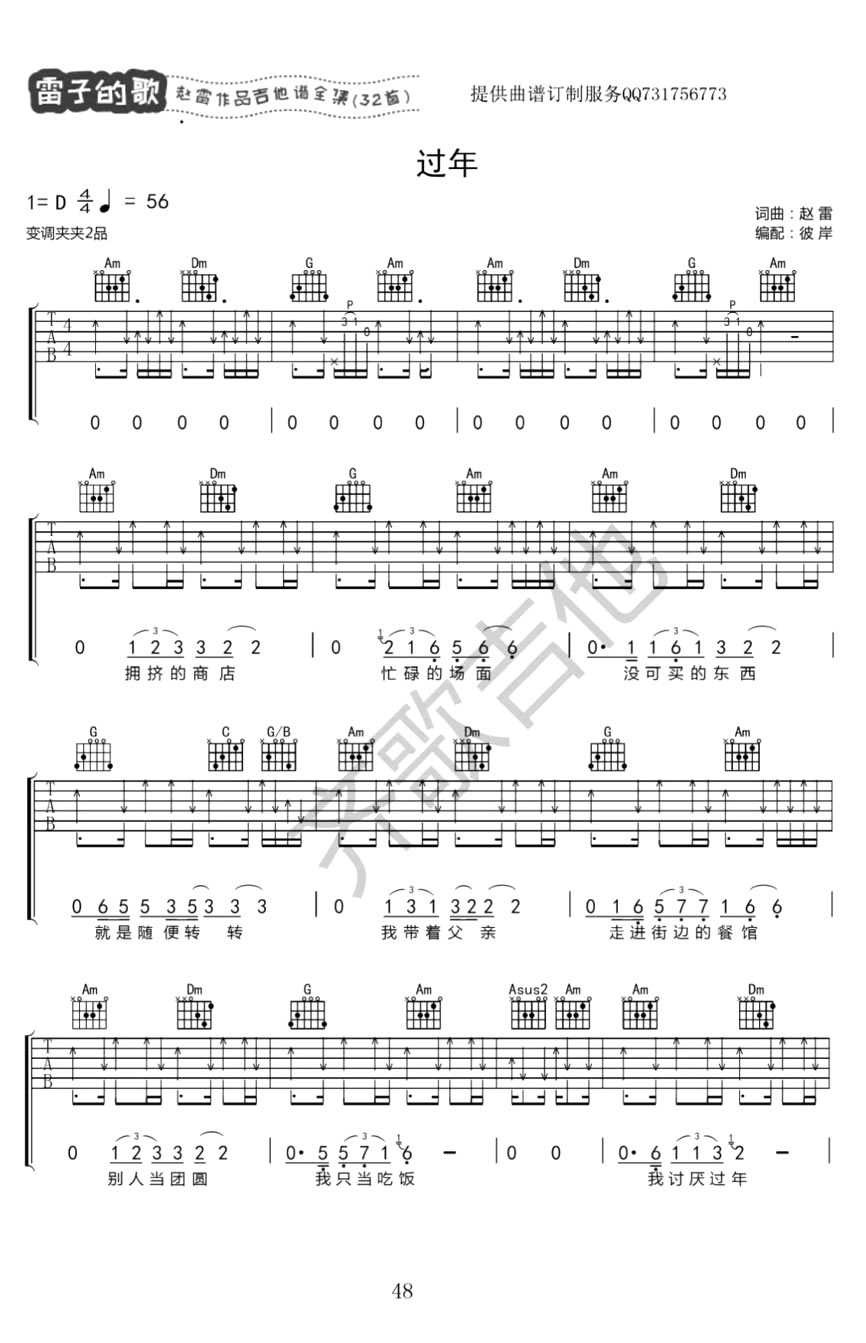 雷子的歌 赵雷作品吉他谱全集(32首) 提供曲谱订制服务QQ731756773
过年
1= D 4/4 ♩ = 56
词曲：赵 雷
变调夹夹2品 编配：彼 岸
Am Dm G Am Am Dm G Am
P P
3 1 0 3 1 0
T A B 4 4
0 0 0 0 | 0 0 0 0 | 0 0 0 0 | 0 0 0 0 |
Am Dm G Am Am Dm
T A B
0 1 2 3 3 2 2 | 0 1 2 1 6 5 6 6 | 0· 1 1 6 1 3 2 2 |
拥挤的商店 忙碌的场面 没可买的东西
G C G/B Am Dm G Am
T A B
0 6 5 5 5 3 5 3 3 3 | 0 1 3 1 3 2 2 2 | 0 1 6 5 7 7 1 6 6 |
就是随便转 转 我带着父亲 走进街边的餐馆
Am Dm G Am Asus2 Am Am Dm
T A B
0 1 2 3 3 2 2 | 0· 5 5 7 1 1 6 − | 0 0 | 0· 6 1 1 3 1 2 − |
别人当团圆 我只当吃饭 我讨厌过年
齐歌吉他
48